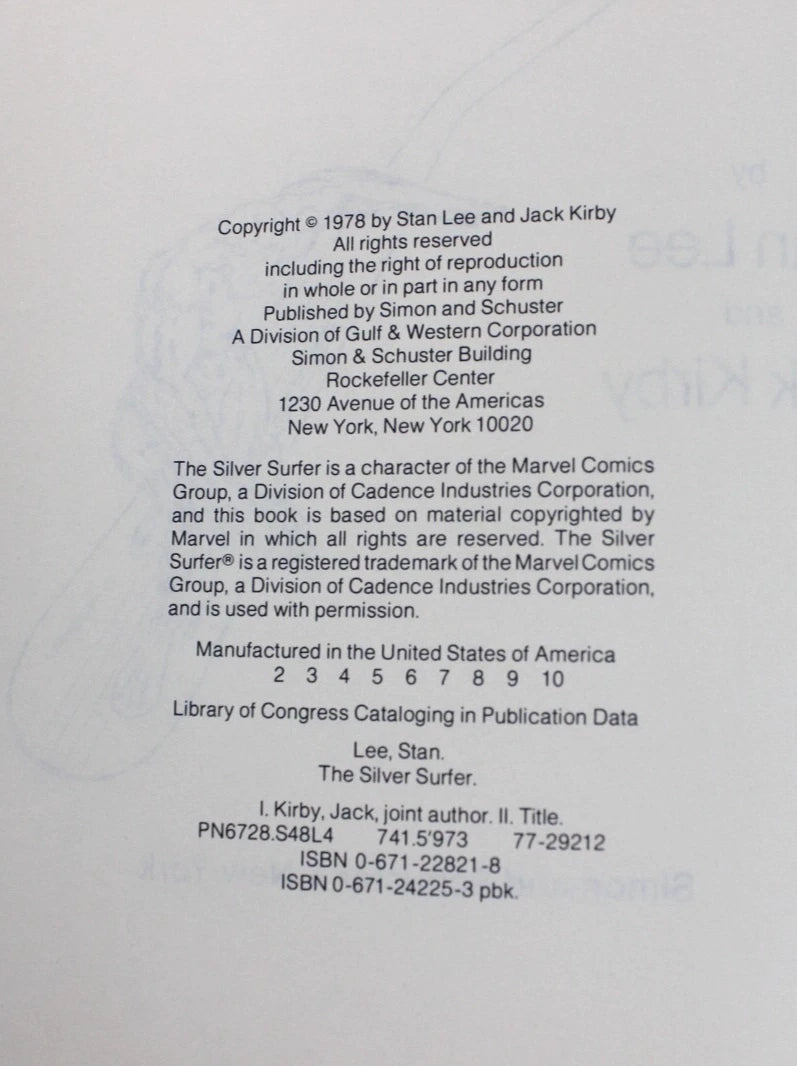 Copyright © 1978 by Stan Lee and Jack Kirby
All rights reserved
including the right of reproduction
in whole or in part in any form
Published by Simon and Schuster
A Division of Gulf & Western Corporation
Simon & Schuster Building
Rockefeller Center
1230 Avenue of the Americas
New York, New York 10020
The Silver Surfer is a character of the Marvel Comics
Group, a Division of Cadence Industries Corporation,
and this book is based on material copyrighted by
Marvel in which all rights are reserved. The Silver
Surfer® is a registered trademark of the Marvel Comics
Group, a Division of Cadence Industries Corporation,
and is used with permission.
Manufactured in the United States of America
2 3 4 5 6 7 8 9 10
Library of Congress Cataloging in Publication Data
Lee, Stan.
The Silver Surfer.
I. Kirby, Jack, joint author. II. Title.
PN6728.S48L4 741.5'973 77-29212
ISBN 0-671-22821-8
ISBN 0-671-24225-3 pbk.